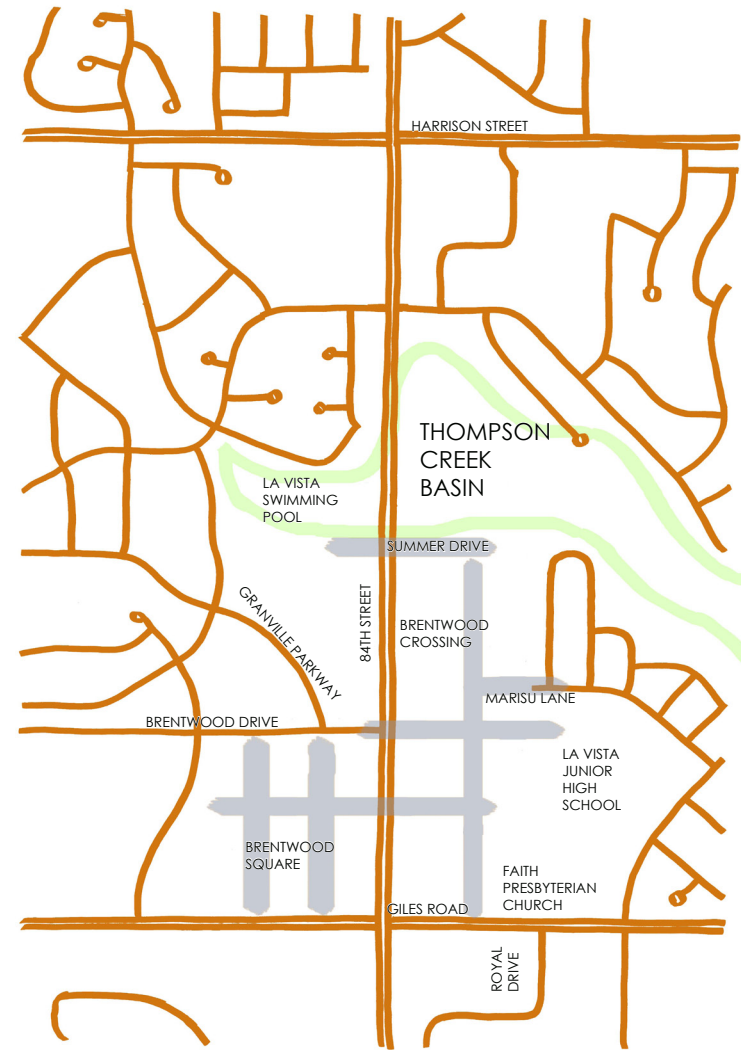 HARRISON STREET
THOMPSON
CREEK
BASIN
LA VISTA
SWIMMING
POOL
SUMMER DRIVE
GRANVILLE PARKWAY
84TH STREET
BRENTWOOD
CROSSING
MARISU LANE
BRENTWOOD DRIVE
LA VISTA
JUNIOR
HIGH
SCHOOL
BRENTWOOD
SQUARE
FAITH
PRESBYTERIAN
CHURCH
GILES ROAD
ROYAL
DRIVE